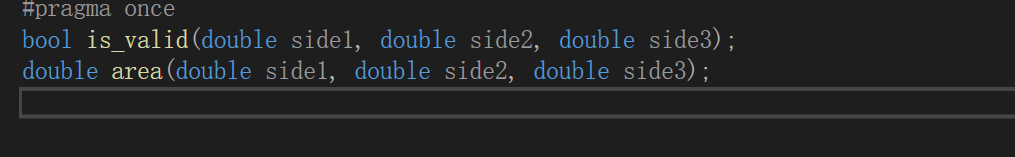 #pragma once
bool is_valid(double side1, double side2, double side3);
double area(double side1, double side2, double side3);